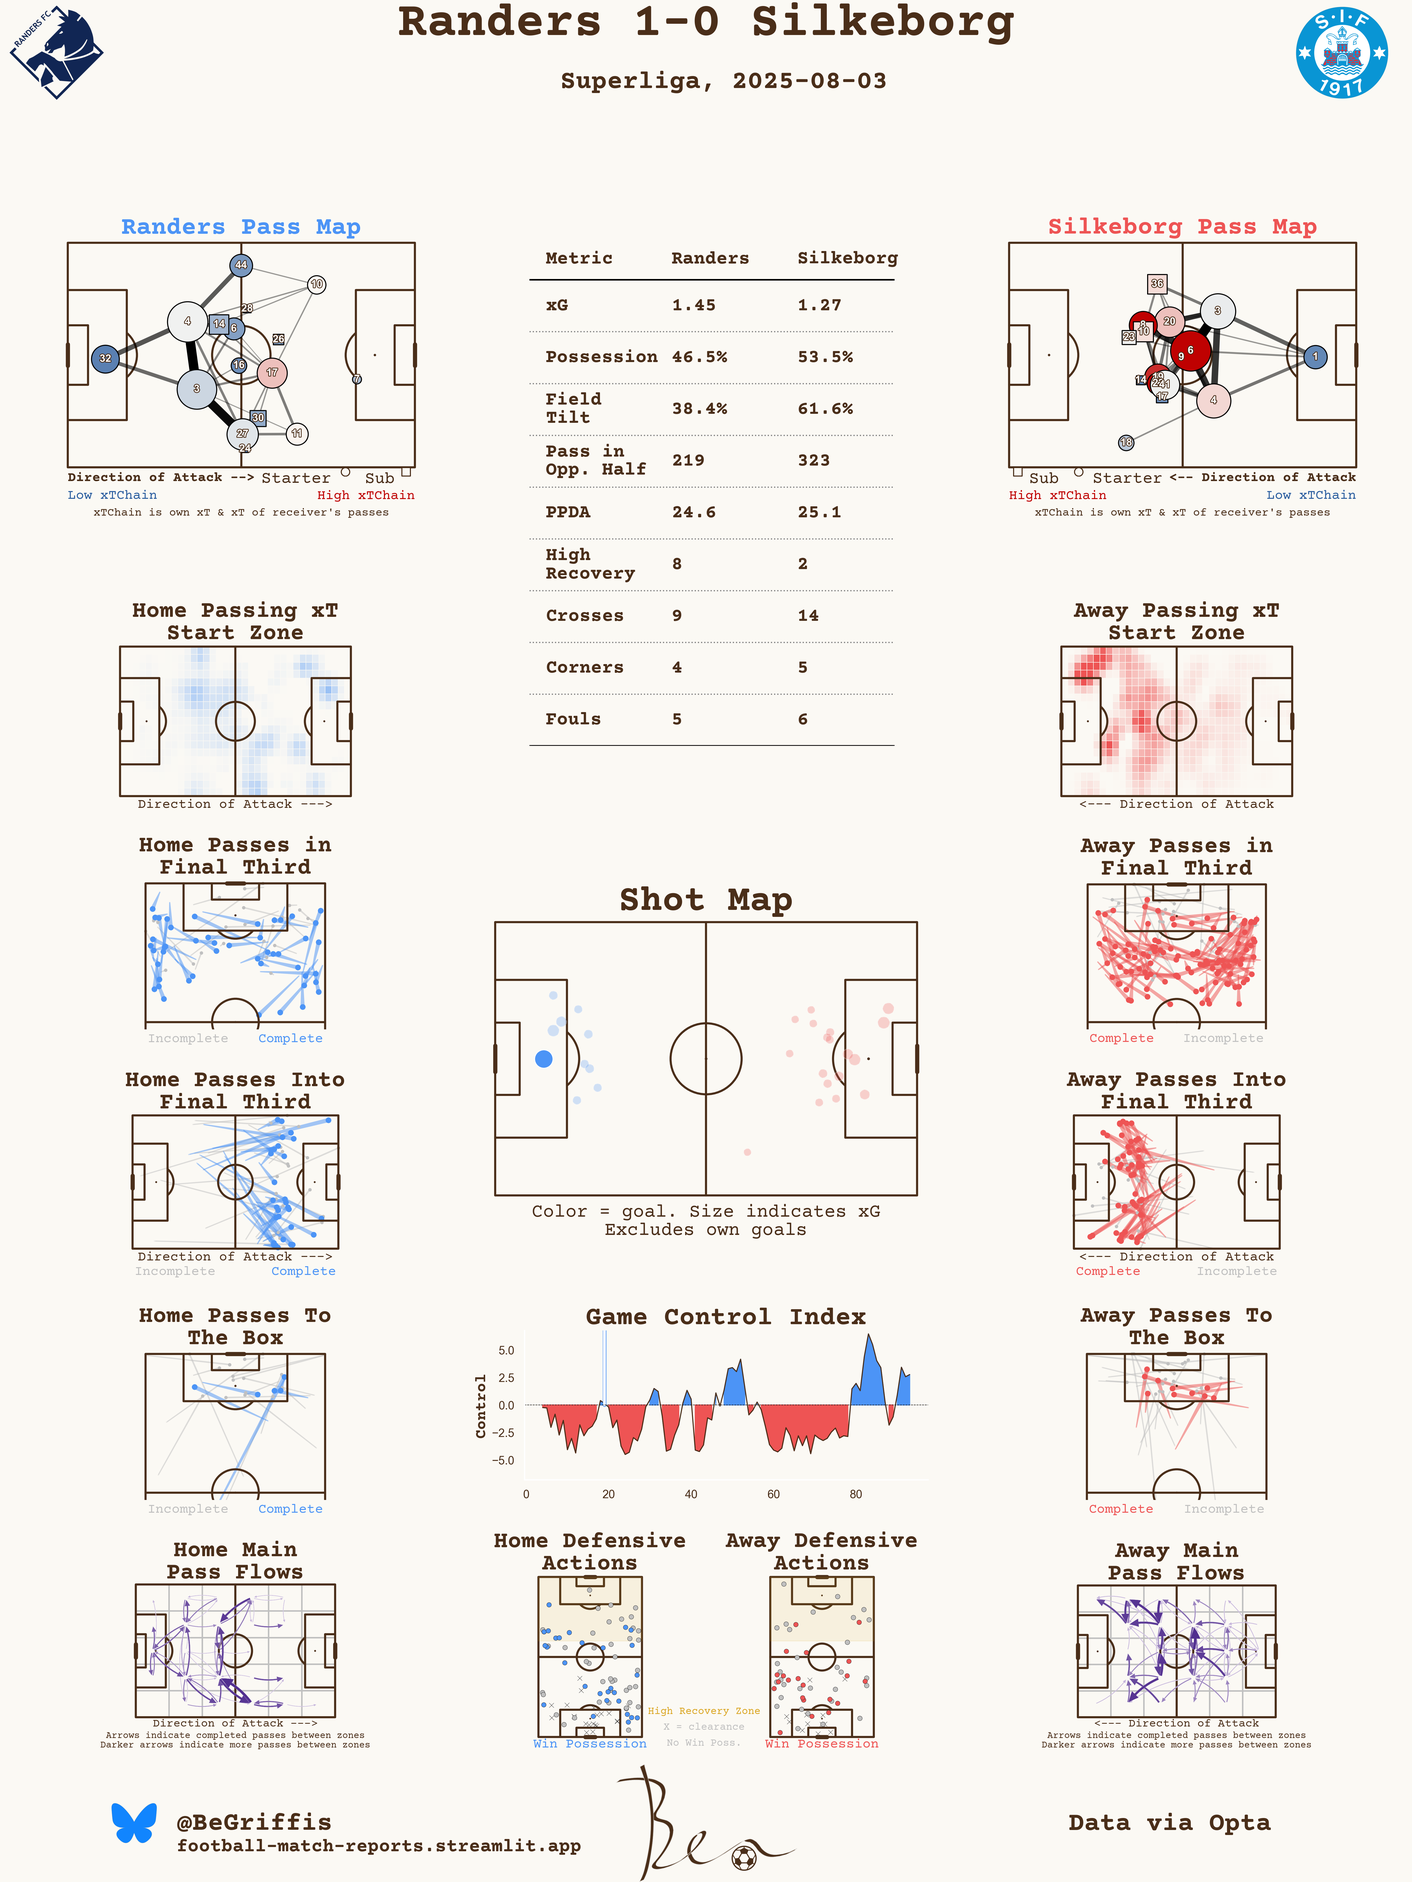 Randers 1-0 Silkeborg
Superliga, 2025-08-03
RANDERS FC
S·I·F
1917
Randers Pass Map
44
10
28
4
14
6
26
32
16
17
7
3
30
27
11
24
Direction of Attack --> Starter Sub
Low xTChain High xTChain
xTChain is own xT & xT of receiver's passes
Metric Randers Silkeborg
xG 1.45 1.27
Possession 46.5% 53.5%
Field
Tilt 38.4% 61.6%
Pass in
Opp. Half 219 323
PPDA 24.6 25.1
High
Recovery 8 2
Crosses 9 14
Corners 4 5
Fouls 5 6
Silkeborg Pass Map
36
3
20
10
23
6
9
1
19
14
17
4
18
Sub Starter <-- Direction of Attack
High xTChain Low xTChain
xTChain is own xT & xT of receiver's passes
Home Passing xT
Start Zone
Direction of Attack --->
Away Passing xT
Start Zone
<--- Direction of Attack
Home Passes in
Final Third
Incomplete Complete
Away Passes in
Final Third
Complete Incomplete
Shot Map
Color = goal. Size indicates xG
Excludes own goals
Home Passes Into
Final Third
Direction of Attack --->
Incomplete Complete
Away Passes Into
Final Third
<--- Direction of Attack
Complete Incomplete
Home Passes To
The Box
Incomplete Complete
Game Control Index
Control
5.0
2.5
0.0
−2.5
−5.0
0 20 40 60 80
Away Passes To
The Box
Complete Incomplete
Home Main
Pass Flows
Direction of Attack --->
Arrows indicate completed passes between zones
Darker arrows indicate more passes between zones
Home Defensive
Actions
Win Possession
Away Defensive
Actions
Win Possession
High Recovery Zone
X = clearance
No Win Poss.
Away Main
Pass Flows
<--- Direction of Attack
Arrows indicate completed passes between zones
Darker arrows indicate more passes between zones
@BeGriffis
football-match-reports.streamlit.app
Ben
Data via Opta